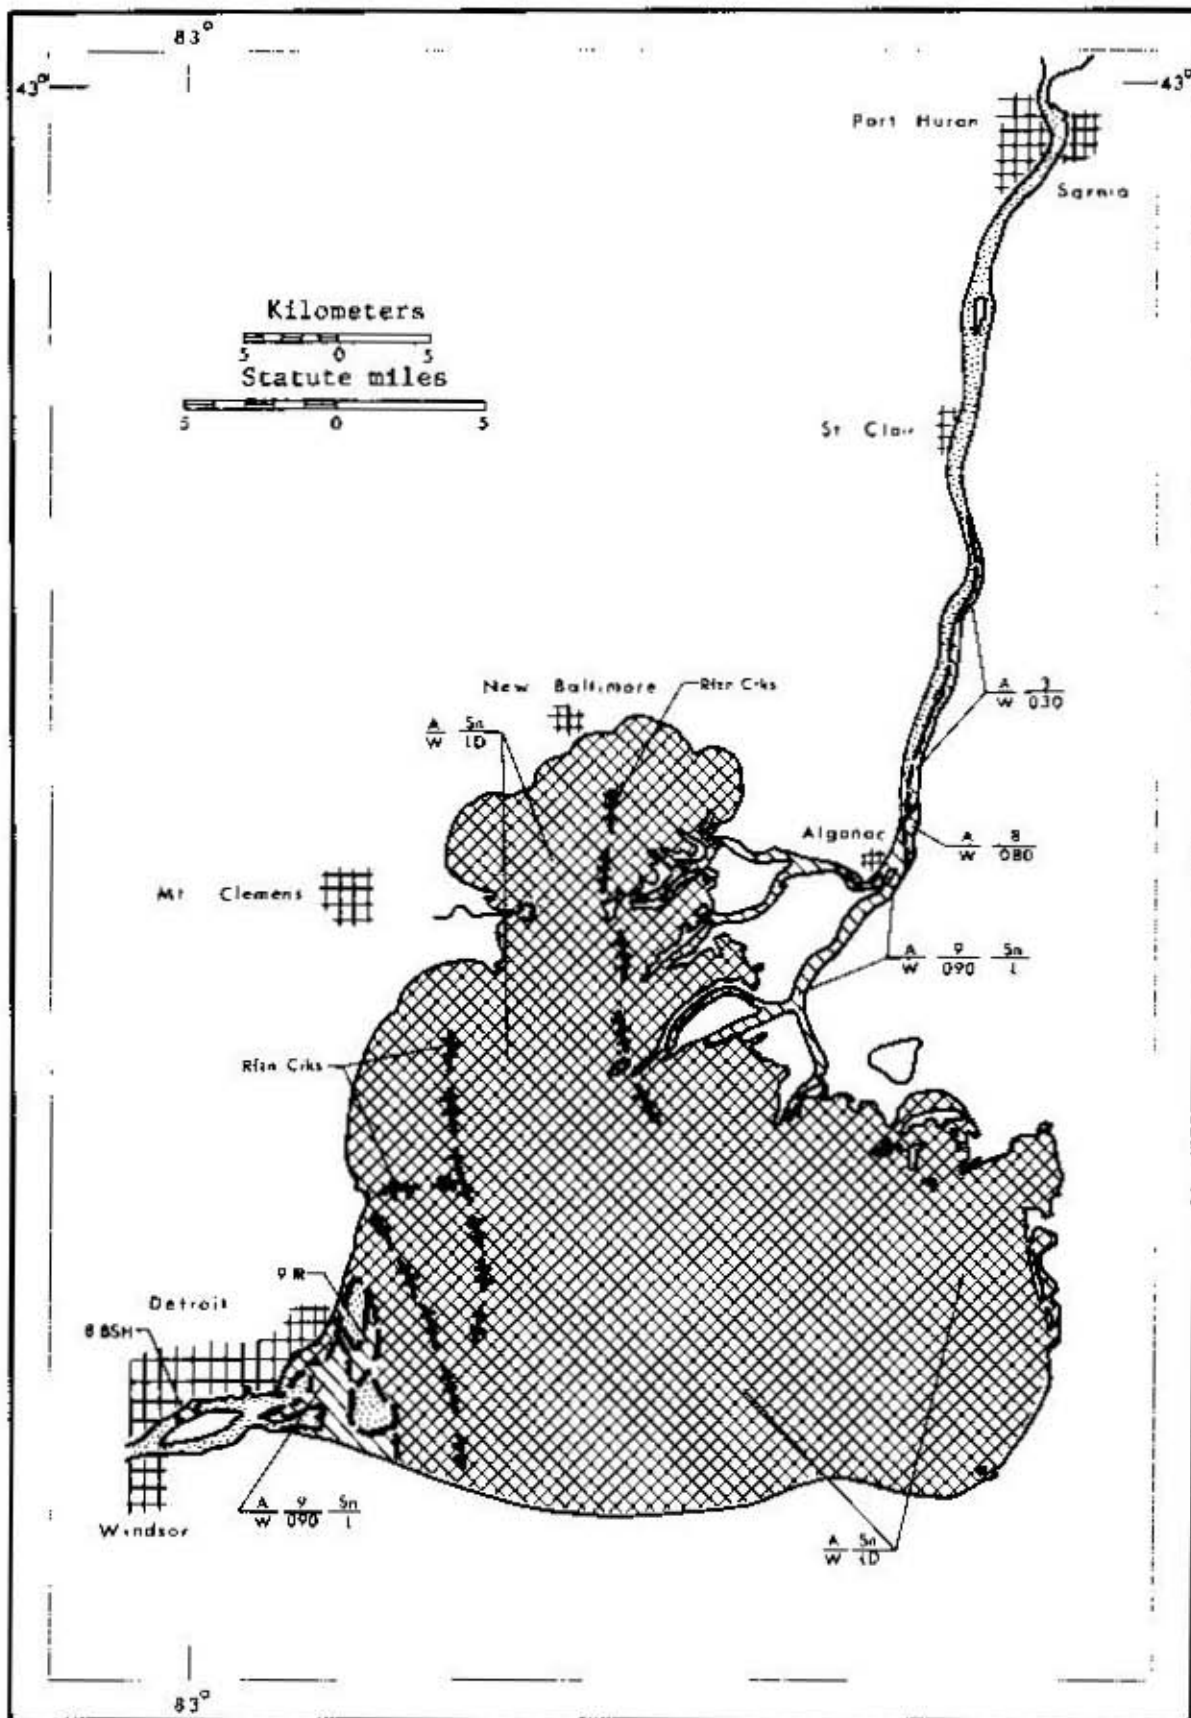 83°
43°
43°
Port Huron
Sarnia
Kilometers
5 0 5
Statute miles
5 0 5
St Clair
A 3
W 030
New Baltimore
Rfzn Crks
A Sn
W LD
Algonac
A 8
W 080
Mt Clemens
A 9 Sn
W 090 L
Rfzn Crks
9 R
Detroit
8 BSH
A 9 Sn
W 090 L
Windsor
A Sn
W LD
83°